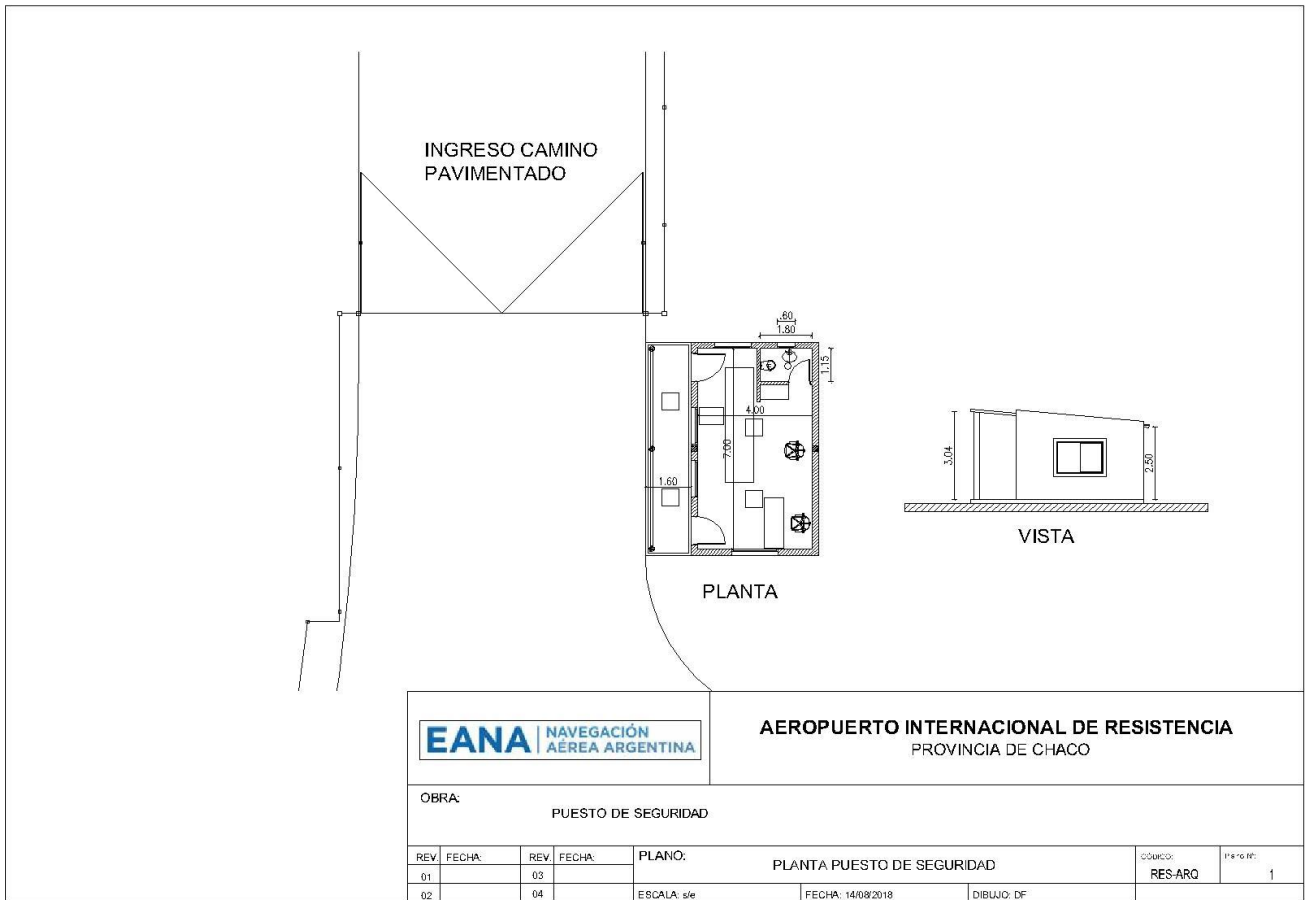 INGRESO CAMINO
PAVIMENTADO
.60
1.80
1.15
4.00
7.00
1.60
PLANTA
3.04
2.50
VISTA
EANA NAVEGACIÓN
AÉREA ARGENTINA
AEROPUERTO INTERNACIONAL DE RESISTENCIA
PROVINCIA DE CHACO
OBRA:
PUESTO DE SEGURIDAD
REV. FECHA: REV. FECHA: PLANO: PLANTA PUESTO DE SEGURIDAD CÓDIGO: RES-ARQ Plano Nº: 1
01 03
02 04 ESCALA: s/e FECHA: 14/08/2018 DIBUJO: DF